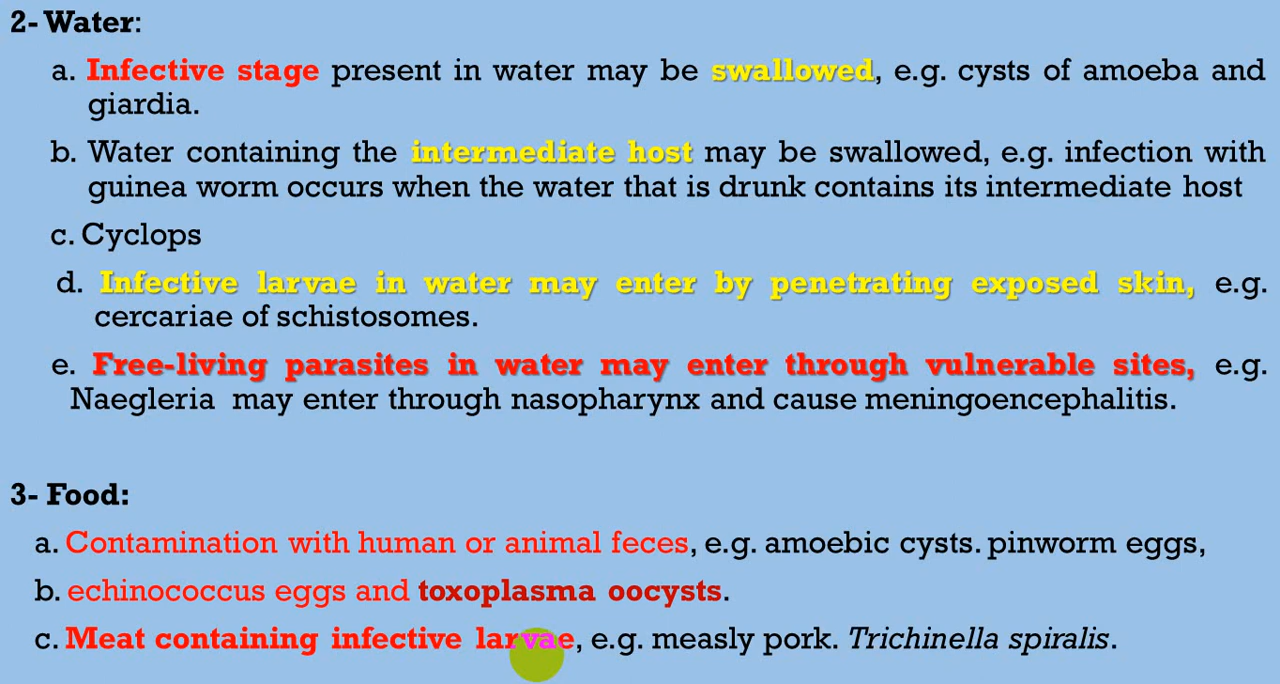 2- Water:
a. Infective stage present in water may be swallowed, e.g. cysts of amoeba and
giardia.
b. Water containing the intermediate host may be swallowed, e.g. infection with
guinea worm occurs when the water that is drunk contains its intermediate host
c. Cyclops
d. Infective larvae in water may enter by penetrating exposed skin, e.g.
cercariae of schistosomes.
e. Free-living parasites in water may enter through vulnerable sites, e.g.
Naegleria may enter through nasopharynx and cause meningoencephalitis.
3- Food:
a. Contamination with human or animal feces, e.g. amoebic cysts. pinworm eggs,
b. echinococcus eggs and toxoplasma oocysts.
c. Meat containing infective larvae, e.g. measly pork. Trichinella spiralis.